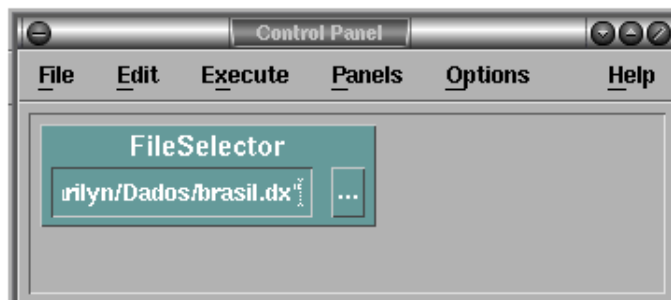 Control Panel
File Edit Execute Panels Options Help
FileSelector
rilyn/Dados/brasil.dx" ...